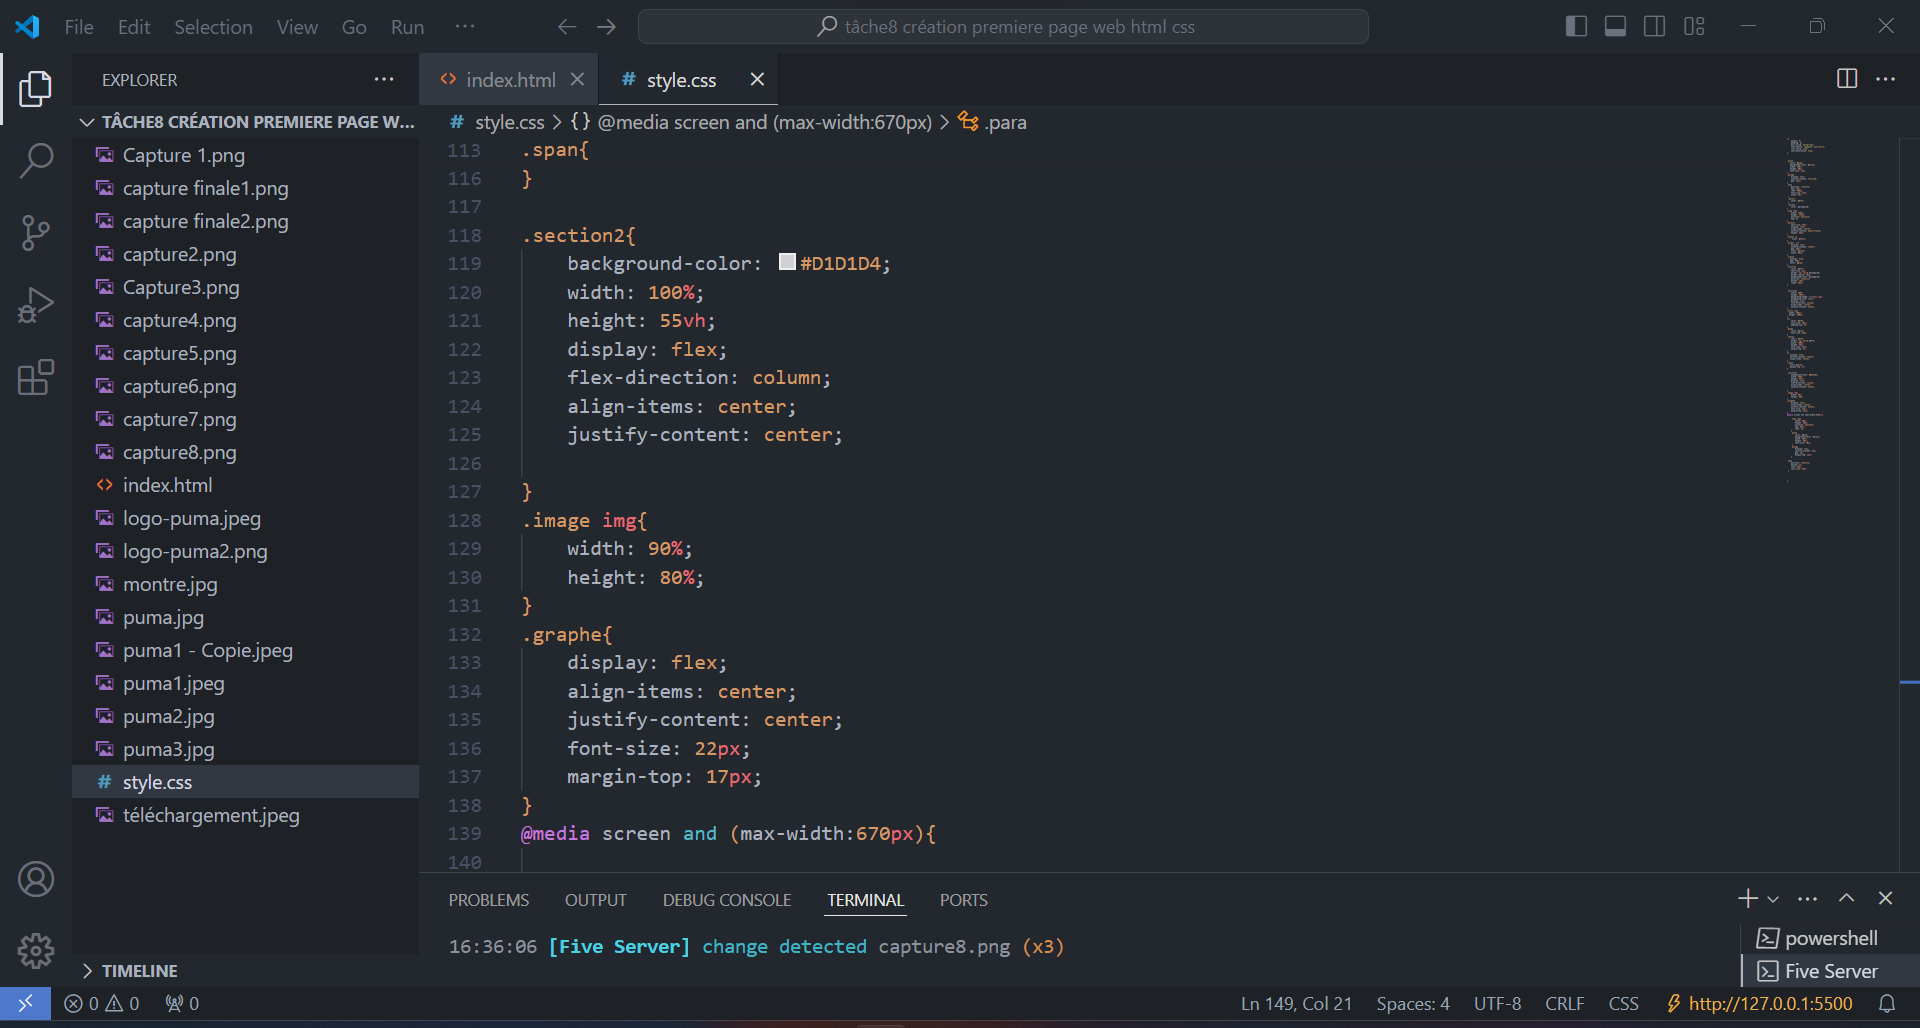 File Edit Selection View Go Run ··· tâche8 création premiere page web html css
EXPLORER ···
index.html
# style.css
TÂCHE8 CRÉATION PREMIERE PAGE W...
# style.css > {} @media screen and (max-width:670px) > .para
Capture 1.png
capture finale1.png
capture finale2.png
capture2.png
Capture3.png
capture4.png
capture5.png
capture6.png
capture7.png
capture8.png
index.html
logo-puma.jpeg
logo-puma2.png
montre.jpg
puma.jpg
puma1 - Copie.jpeg
puma1.jpeg
puma2.jpg
puma3.jpg
# style.css
téléchargement.jpeg
TIMELINE
113 .span{
116 }
117
118 .section2{
119 background-color: #D1D1D4;
120 width: 100%;
121 height: 55vh;
122 display: flex;
123 flex-direction: column;
124 align-items: center;
125 justify-content: center;
126
127 }
128 .image img{
129 width: 90%;
130 height: 80%;
131 }
132 .graphe{
133 display: flex;
134 align-items: center;
135 justify-content: center;
136 font-size: 22px;
137 margin-top: 17px;
138 }
139 @media screen and (max-width:670px){
140
PROBLEMS OUTPUT DEBUG CONSOLE TERMINAL PORTS
16:36:06 [Five Server] change detected capture8.png (x3)
powershell
Five Server
0 0 0 Ln 149, Col 21 Spaces: 4 UTF-8 CRLF CSS http://127.0.0.1:5500